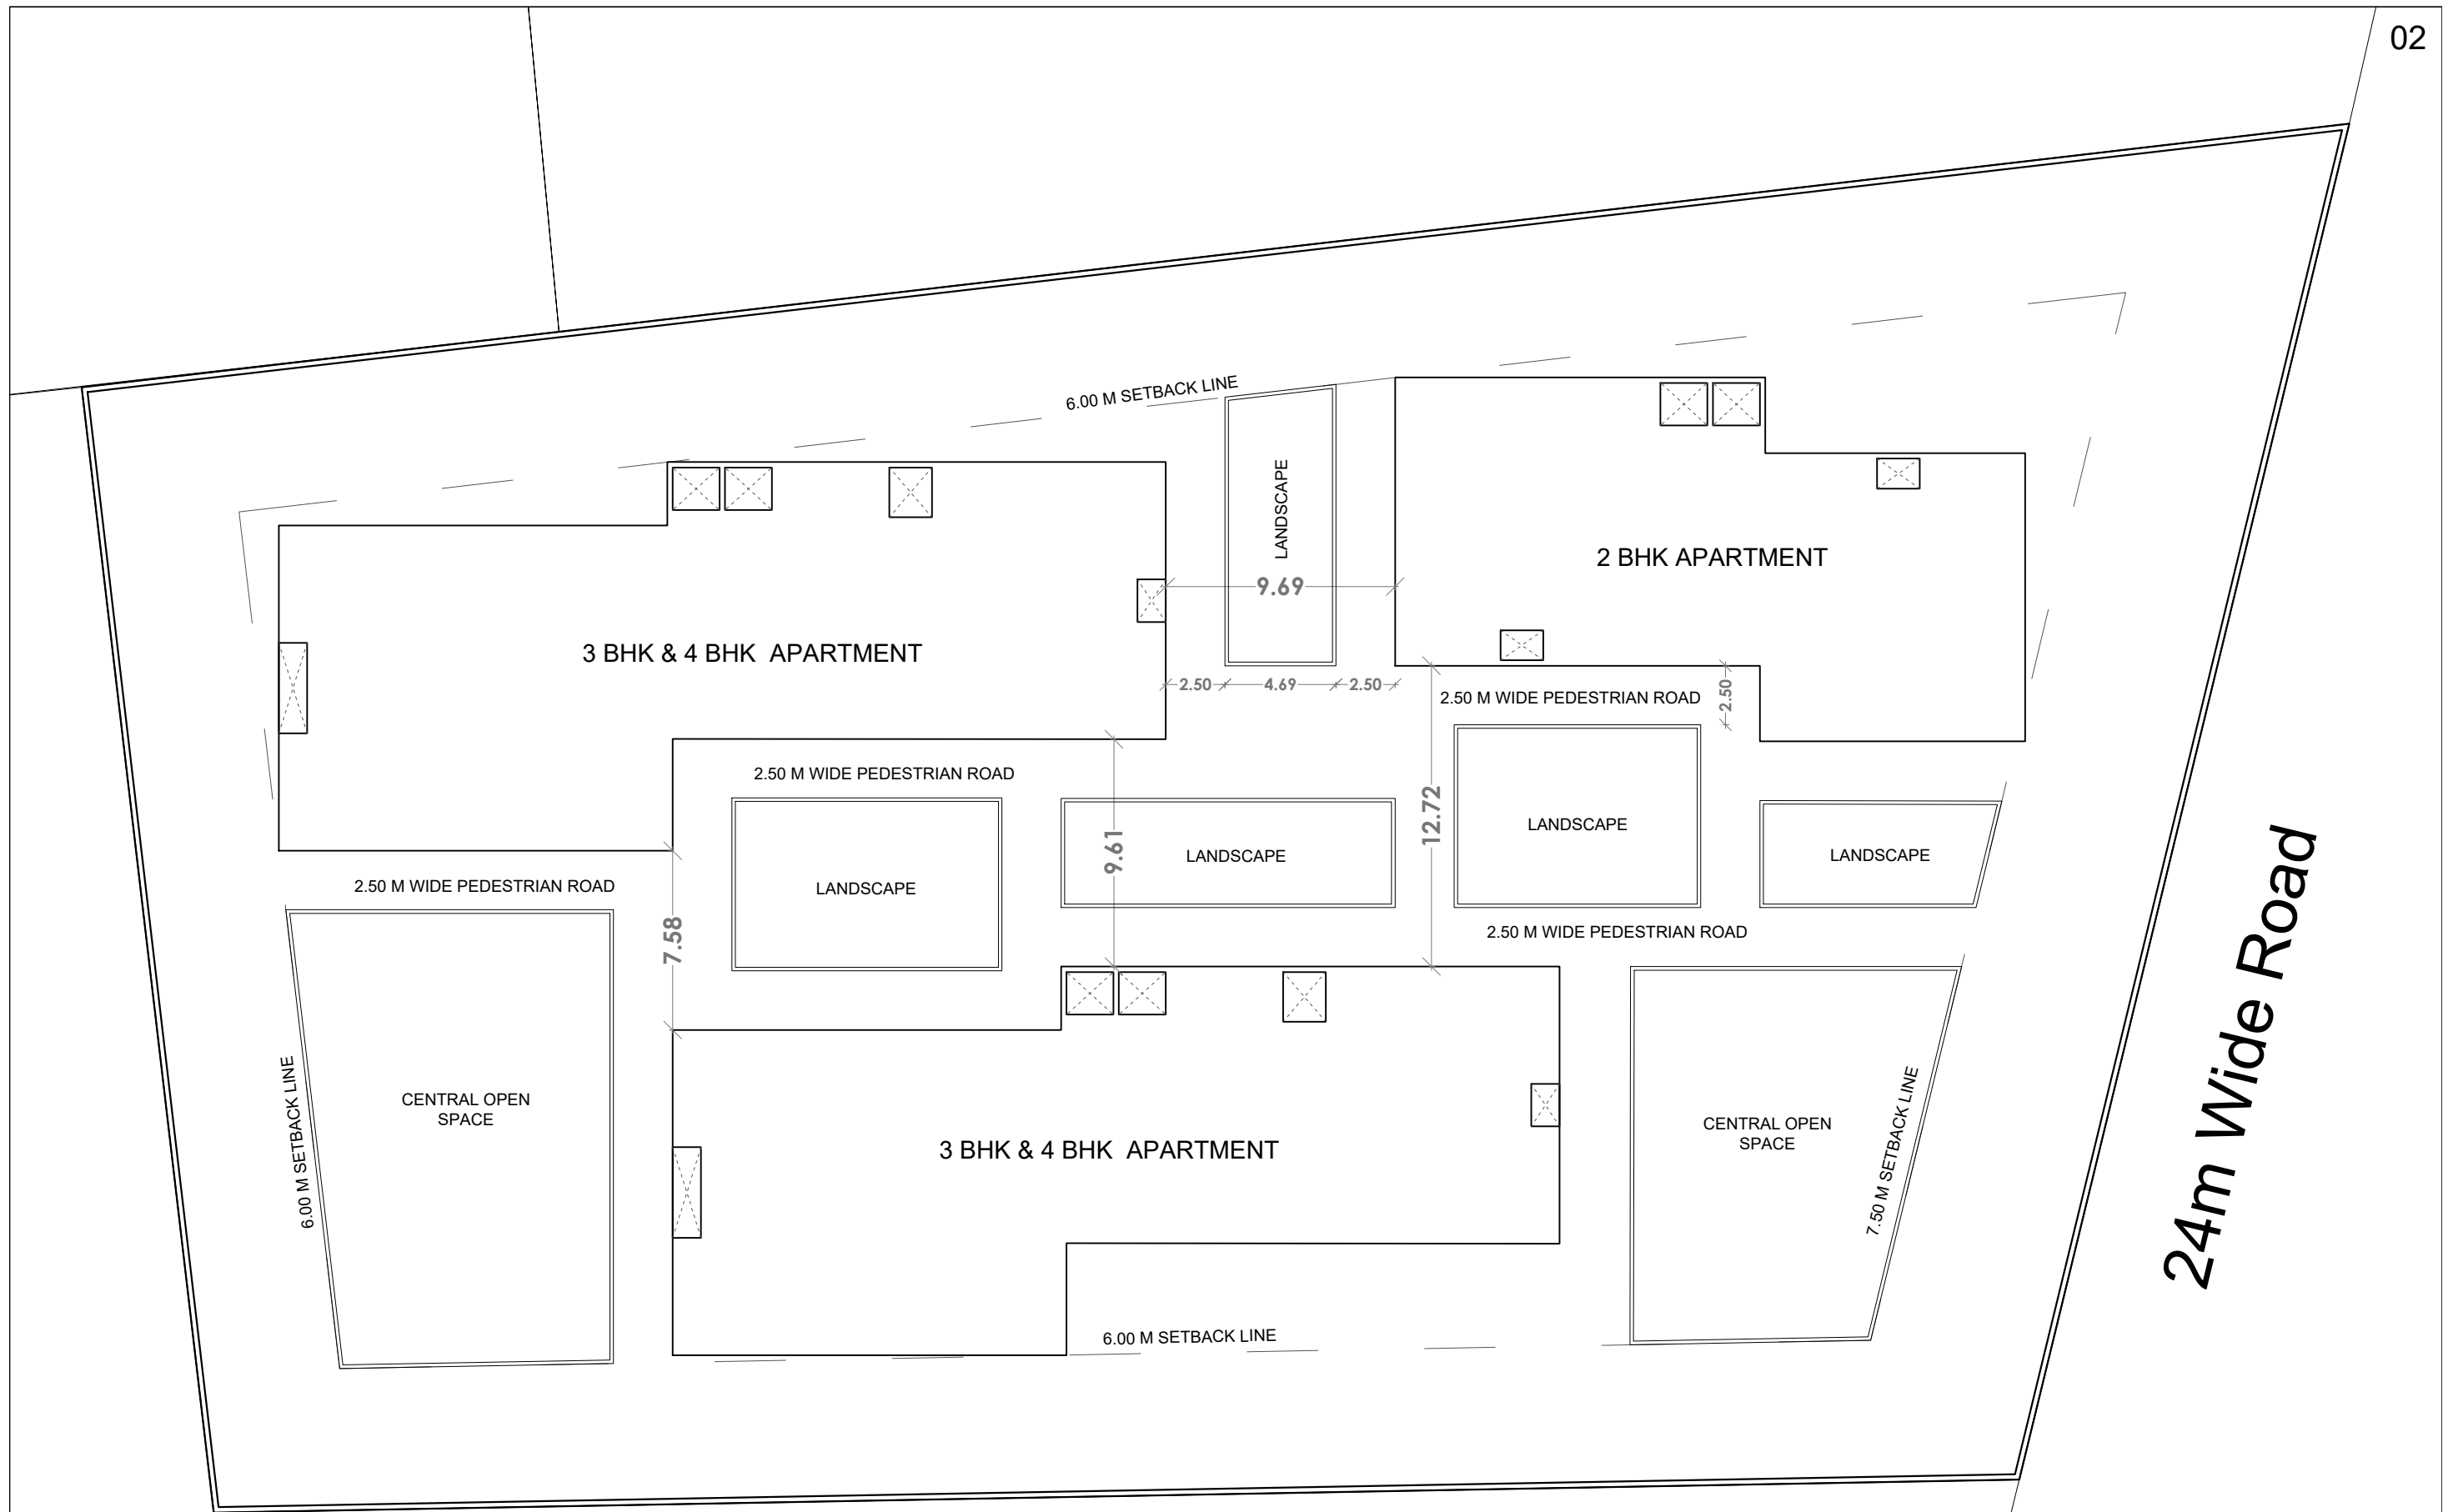 02
6.00 M SETBACK LINE
LANDSCAPE
2 BHK APARTMENT
9.69
3 BHK & 4 BHK  APARTMENT
2.50
4.69
2.50
2.50 M WIDE PEDESTRIAN ROAD
2.50
2.50 M WIDE PEDESTRIAN ROAD
12.72
LANDSCAPE
9.61
LANDSCAPE
LANDSCAPE
LANDSCAPE
2.50 M WIDE PEDESTRIAN ROAD
7.58
2.50 M WIDE PEDESTRIAN ROAD
24m Wide Road
6.00 M SETBACK LINE
CENTRAL OPEN
SPACE
3 BHK & 4 BHK  APARTMENT
CENTRAL OPEN
SPACE
7.50 M SETBACK LINE
6.00 M SETBACK LINE